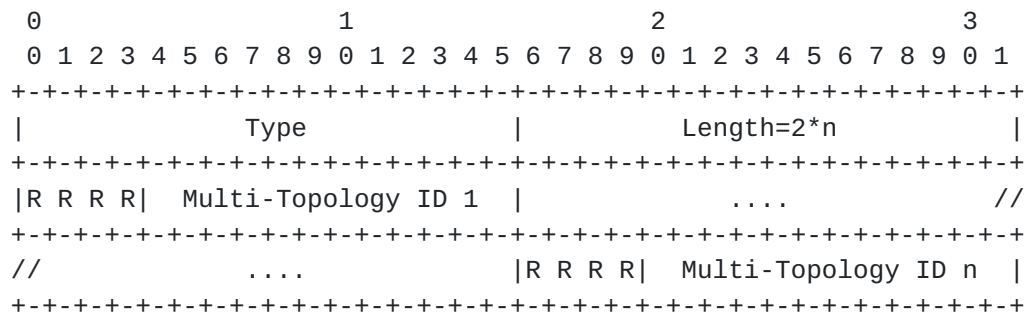 0                   1                   2                   3
 0 1 2 3 4 5 6 7 8 9 0 1 2 3 4 5 6 7 8 9 0 1 2 3 4 5 6 7 8 9 0 1
+-+-+-+-+-+-+-+-+-+-+-+-+-+-+-+-+-+-+-+-+-+-+-+-+-+-+-+-+-+-+-+-+
|              Type             |          Length=2*n           |
+-+-+-+-+-+-+-+-+-+-+-+-+-+-+-+-+-+-+-+-+-+-+-+-+-+-+-+-+-+-+-+-+
|R R R R|  Multi-Topology ID 1  |             ....             //
+-+-+-+-+-+-+-+-+-+-+-+-+-+-+-+-+-+-+-+-+-+-+-+-+-+-+-+-+-+-+-+-+
//             ....             |R R R R|  Multi-Topology ID n  |
+-+-+-+-+-+-+-+-+-+-+-+-+-+-+-+-+-+-+-+-+-+-+-+-+-+-+-+-+-+-+-+-+